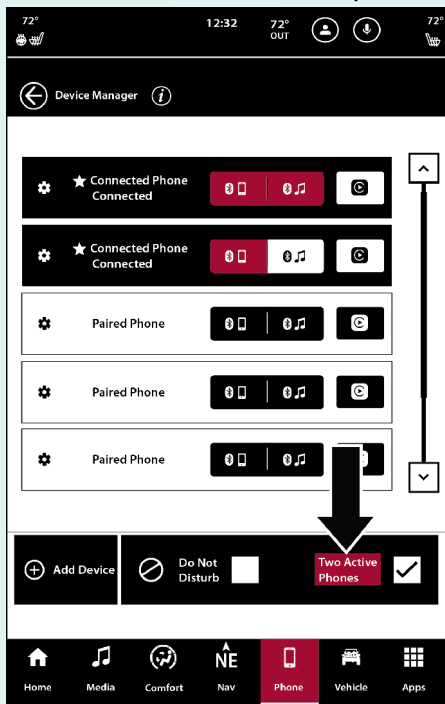 72°
12:32
72°
OUT
72°
Device Manager i
Connected Phone
Connected
Connected Phone
Connected
Paired Phone
Paired Phone
Paired Phone
Add Device
Do Not
Disturb
Two Active
Phones
NE
Home Media Comfort Nav Phone Vehicle Apps